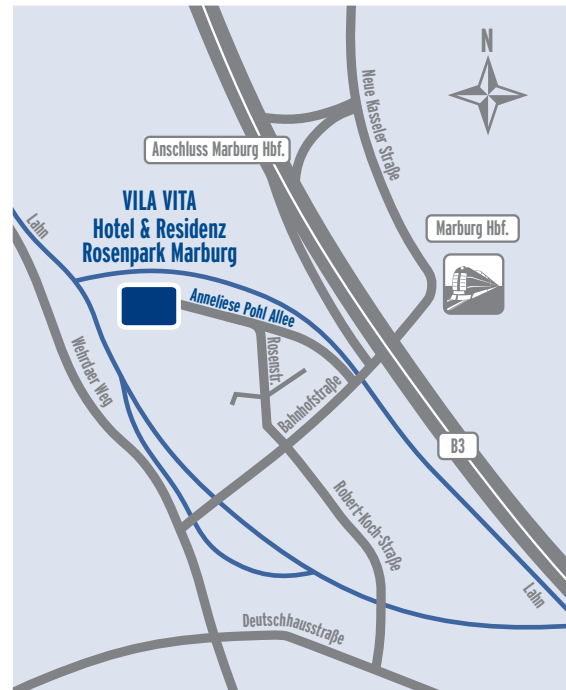 N
Neue Kasseler Straße
Anschluss Marburg Hbf.
VILA VITA
Hotel & Residenz
Rosenpark Marburg
Lahn
Marburg Hbf.
Anneliese Pohl Allee
Rosenstr.
Wehrdaer Weg
Bahnhofstraße
B3
Robert-Koch-Straße
Lahn
Deutschhausstraße